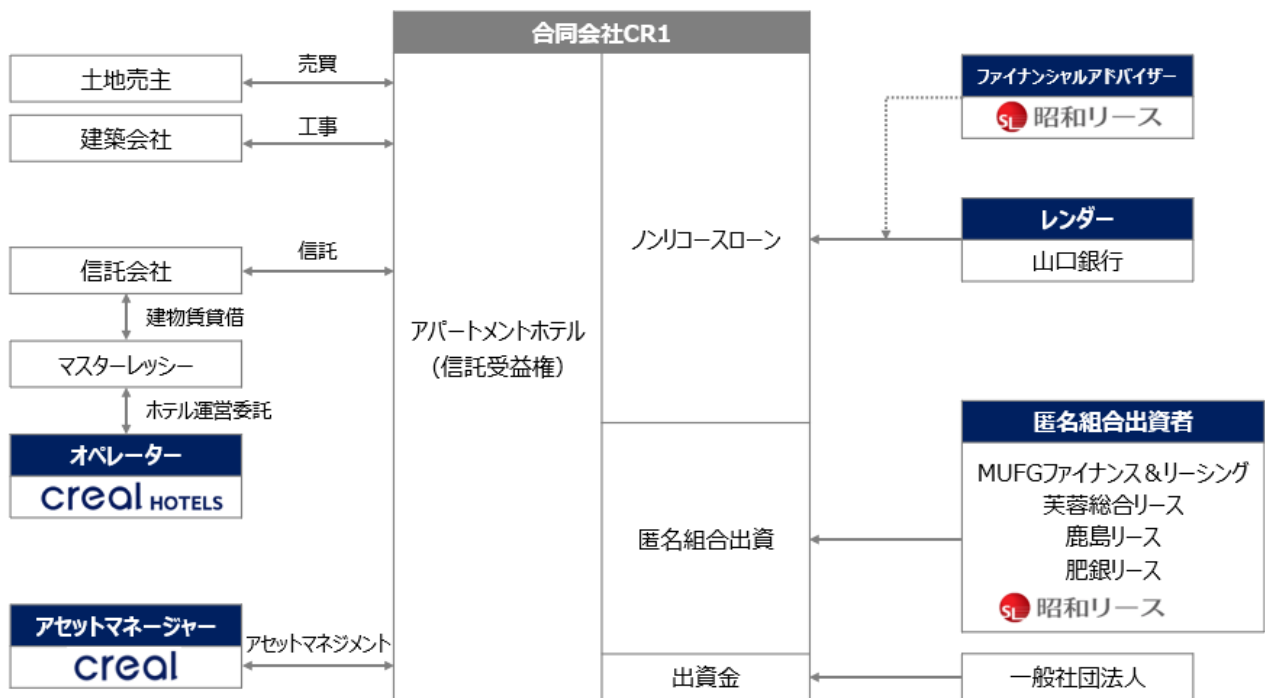 合同会社CR1
土地売主
売買
建築会社
工事
信託会社
信託
建物賃貸借
マスターレッシー
ホテル運営委託
オペレーター
creal HOTELS
アセットマネージャー
creal
アセットマネジメント
アパートメントホテル
(信託受益権)
ノンリコースローン
匿名組合出資
出資金
ファイナンシャルアドバイザー
SL 昭和リース
レンダー
山口銀行
匿名組合出資者
MUFGファイナンス&リーシング
芙蓉総合リース
鹿島リース
肥銀リース
SL 昭和リース
一般社団法人